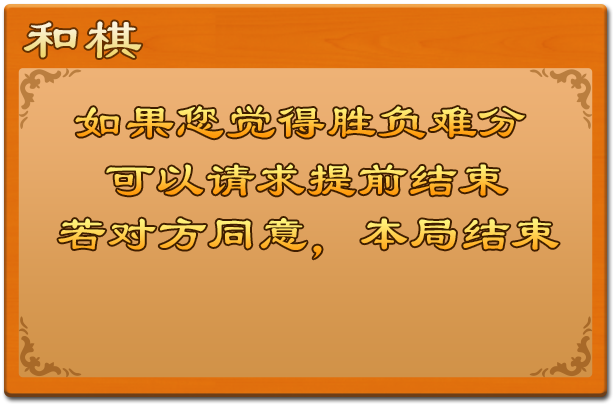 和棋
如果您觉得胜负难分
可以请求提前结束
若对方同意，本局结束